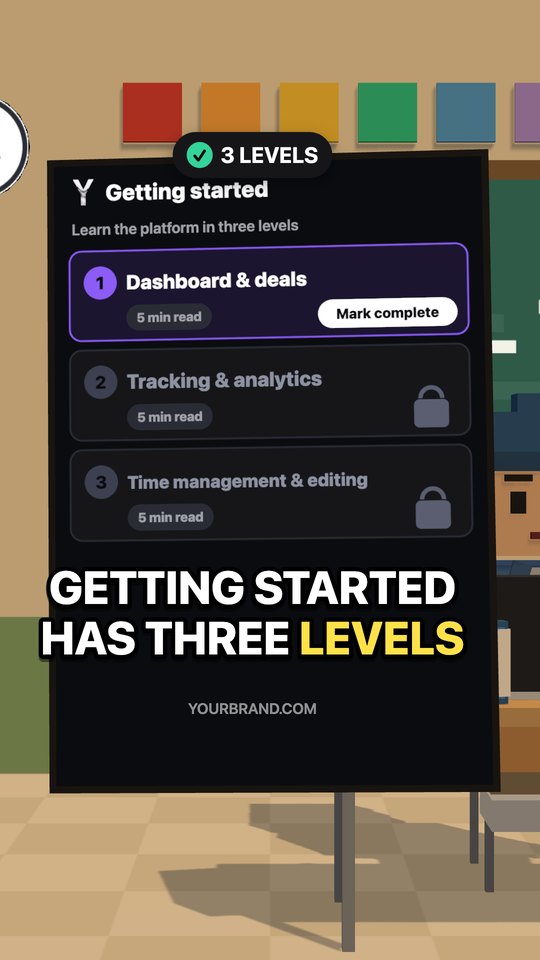 3 LEVELS
Getting started
Learn the platform in three levels
1 Dashboard & deals
5 min read
Mark complete
2 Tracking & analytics
5 min read
3 Time management & editing
5 min read
GETTING STARTED
HAS THREE LEVELS
YOURBRAND.COM